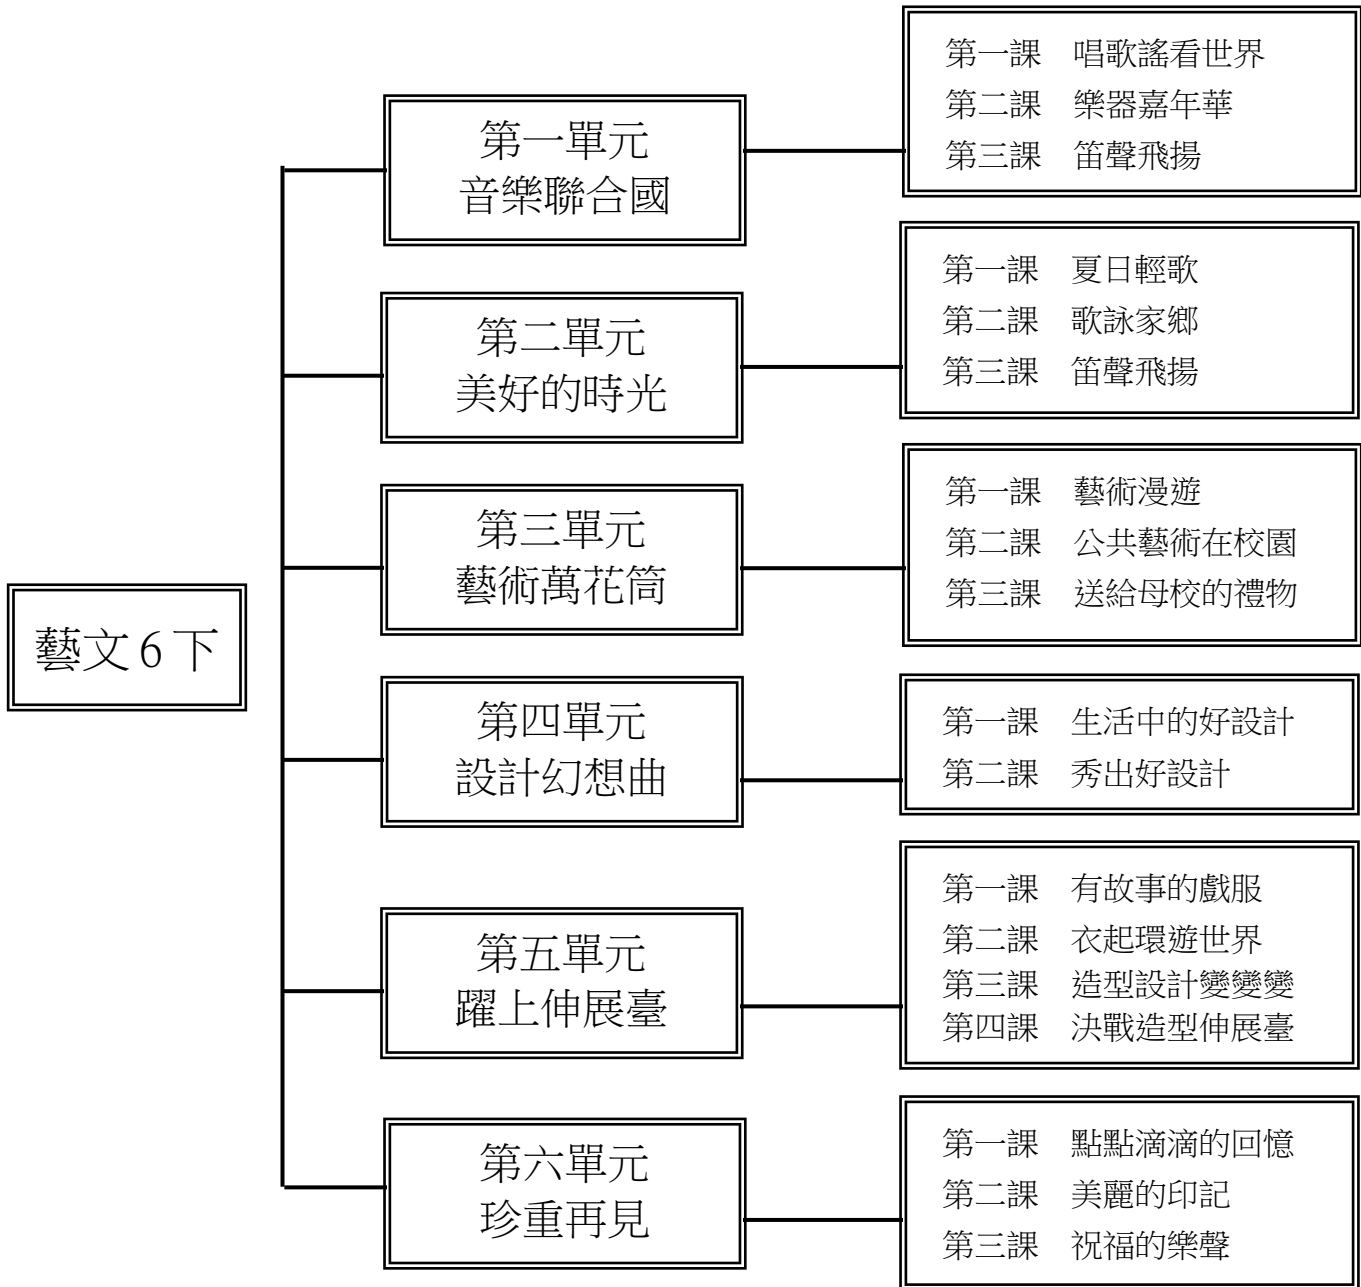 藝文6下
第一單元
音樂聯合國
第一課　唱歌謠看世界
第二課　樂器嘉年華
第三課　笛聲飛揚
第二單元
美好的時光
第一課　夏日輕歌
第二課　歌詠家鄉
第三課　笛聲飛揚
第三單元
藝術萬花筒
第一課　藝術漫遊
第二課　公共藝術在校園
第三課　送給母校的禮物
第四單元
設計幻想曲
第一課　生活中的好設計
第二課　秀出好設計
第五單元
躍上伸展臺
第一課　有故事的戲服
第二課　衣起環遊世界
第三課　造型設計變變變
第四課　決戰造型伸展臺
第六單元
珍重再見
第一課　點點滴滴的回憶
第二課　美麗的印記
第三課　祝福的樂聲